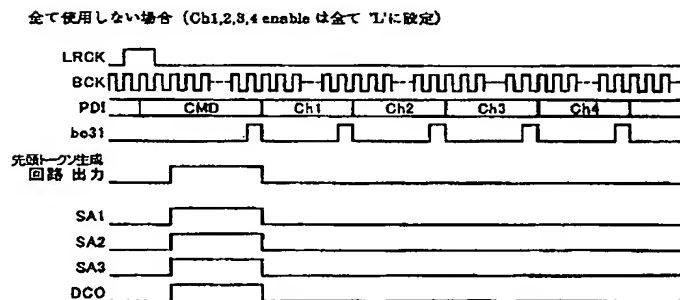 全て使用しない場合 (Ch1,2,3,4 enable は全て 'L'に設定)
LRCK
BCK
PDI CMD Ch1 Ch2 Ch3 Ch4
bc31
先頭トークン生成
回路 出力
SA1
SA2
SA3
DCO